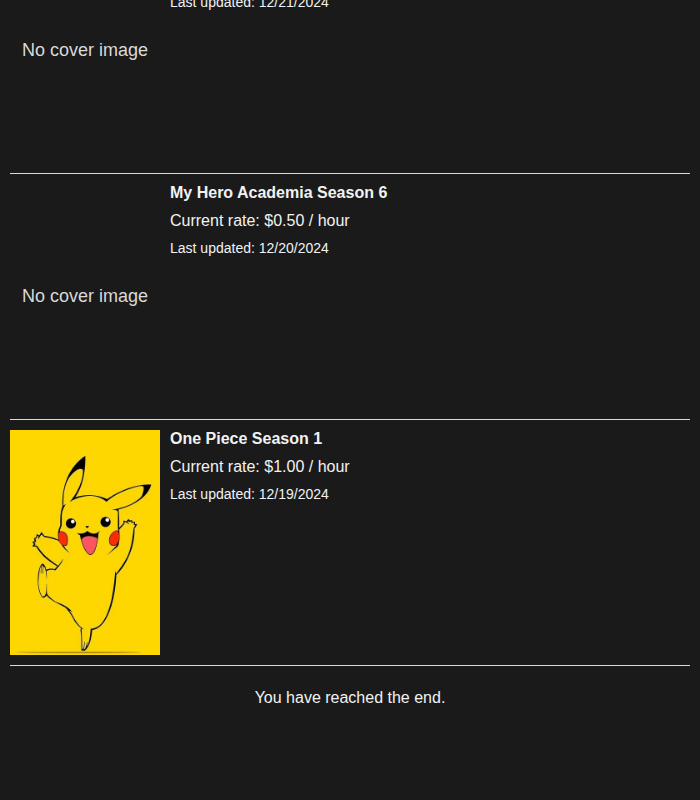 Last updated: 12/21/2024
No cover image
My Hero Academia Season 6
Current rate: $0.50 / hour
Last updated: 12/20/2024
No cover image
One Piece Season 1
Current rate: $1.00 / hour
Last updated: 12/19/2024
You have reached the end.